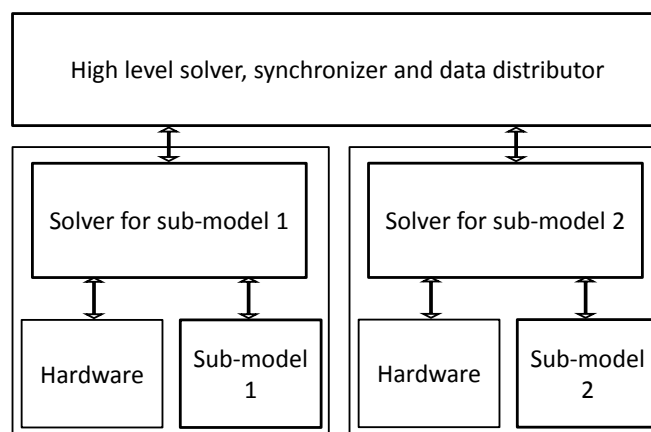 High level solver, synchronizer and data distributor
Solver for sub-model 1
Solver for sub-model 2
Hardware
Sub-model
1
Hardware
Sub-model
2